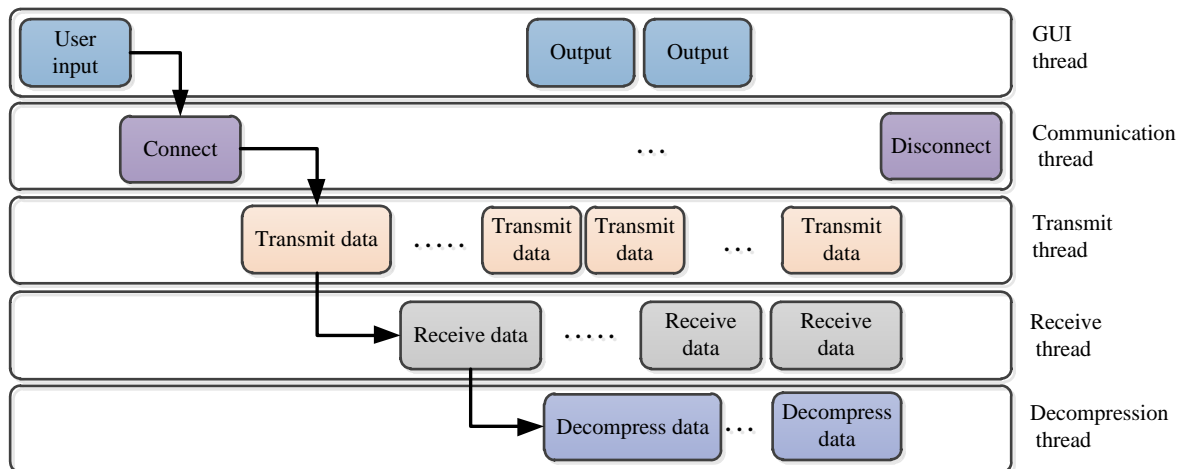 User
input
Output
Output
GUI
thread
Connect
...
Disconnect
Communication
thread
Transmit data
.....
Transmit
data
Transmit
data
...
Transmit
data
Transmit
thread
Receive data
.....
Receive
data
Receive
data
Receive
thread
Decompress data
...
Decompress
data
Decompression
thread